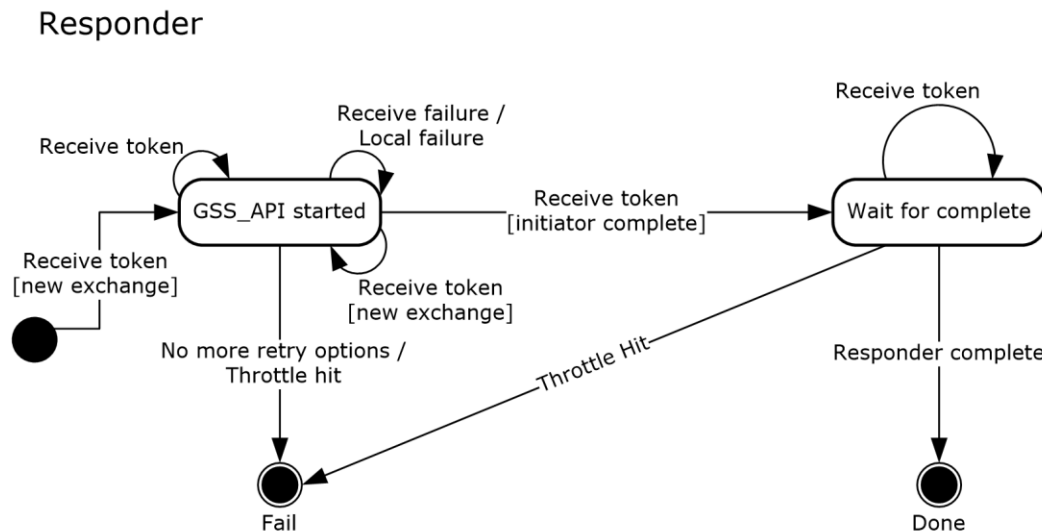 Responder
Receive failure /
Local failure
Receive token
Receive token
GSS_API started
Receive token
[initiator complete]
Wait for complete
Receive token
[new exchange]
Receive token
[new exchange]
No more retry options /
Throttle hit
Throttle Hit
Responder complete
Fail
Done